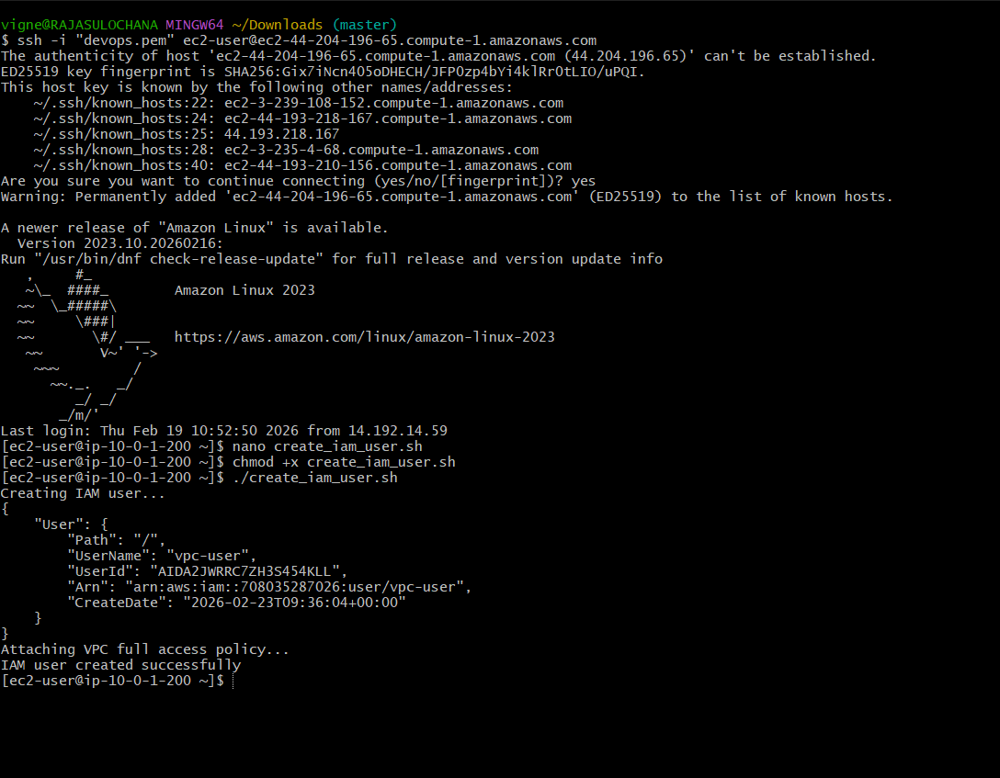 vigne@RAJASULOCHANA MINGW64 ~/Downloads (master)
$ ssh -i "devops.pem" ec2-user@ec2-44-204-196-65.compute-1.amazonaws.com
The authenticity of host 'ec2-44-204-196-65.compute-1.amazonaws.com (44.204.196.65)' can't be established.
ED25519 key fingerprint is SHA256:Gix7iNcn4O5oDHECH/JFPOzp4bYi4klRrOtLIO/uPQI.
This host key is known by the following other names/addresses:
    ~/.ssh/known_hosts:22: ec2-3-239-108-152.compute-1.amazonaws.com
    ~/.ssh/known_hosts:24: ec2-44-193-218-167.compute-1.amazonaws.com
    ~/.ssh/known_hosts:25: 44.193.218.167
    ~/.ssh/known_hosts:28: ec2-3-235-4-68.compute-1.amazonaws.com
    ~/.ssh/known_hosts:40: ec2-44-193-210-156.compute-1.amazonaws.com
Are you sure you want to continue connecting (yes/no/[fingerprint])? yes
Warning: Permanently added 'ec2-44-204-196-65.compute-1.amazonaws.com' (ED25519) to the list of known hosts.
A newer release of "Amazon Linux" is available.
  Version 2023.10.20260216:
Run "/usr/bin/dnf check-release-update" for full release and version update info
   ,     #_
   ~\_  ####_        Amazon Linux 2023
  ~~  \_#####\
  ~~     \###|
  ~~       \#/ ___   https://aws.amazon.com/linux/amazon-linux-2023
   ~~       V~' '->
    ~~~         /
      ~~._.   _/
         _/ _/
       _/m/'
Last login: Thu Feb 19 10:52:50 2026 from 14.192.14.59
[ec2-user@ip-10-0-1-200 ~]$ nano create_iam_user.sh
[ec2-user@ip-10-0-1-200 ~]$ chmod +x create_iam_user.sh
[ec2-user@ip-10-0-1-200 ~]$ ./create_iam_user.sh
Creating IAM user...
{
    "User": {
        "Path": "/",
        "UserName": "vpc-user",
        "UserId": "AIDA2JWRRC7ZH3S454KLL",
        "Arn": "arn:aws:iam::708035287026:user/vpc-user",
        "CreateDate": "2026-02-23T09:36:04+00:00"
    }
}
Attaching VPC full access policy...
IAM user created successfully
[ec2-user@ip-10-0-1-200 ~]$